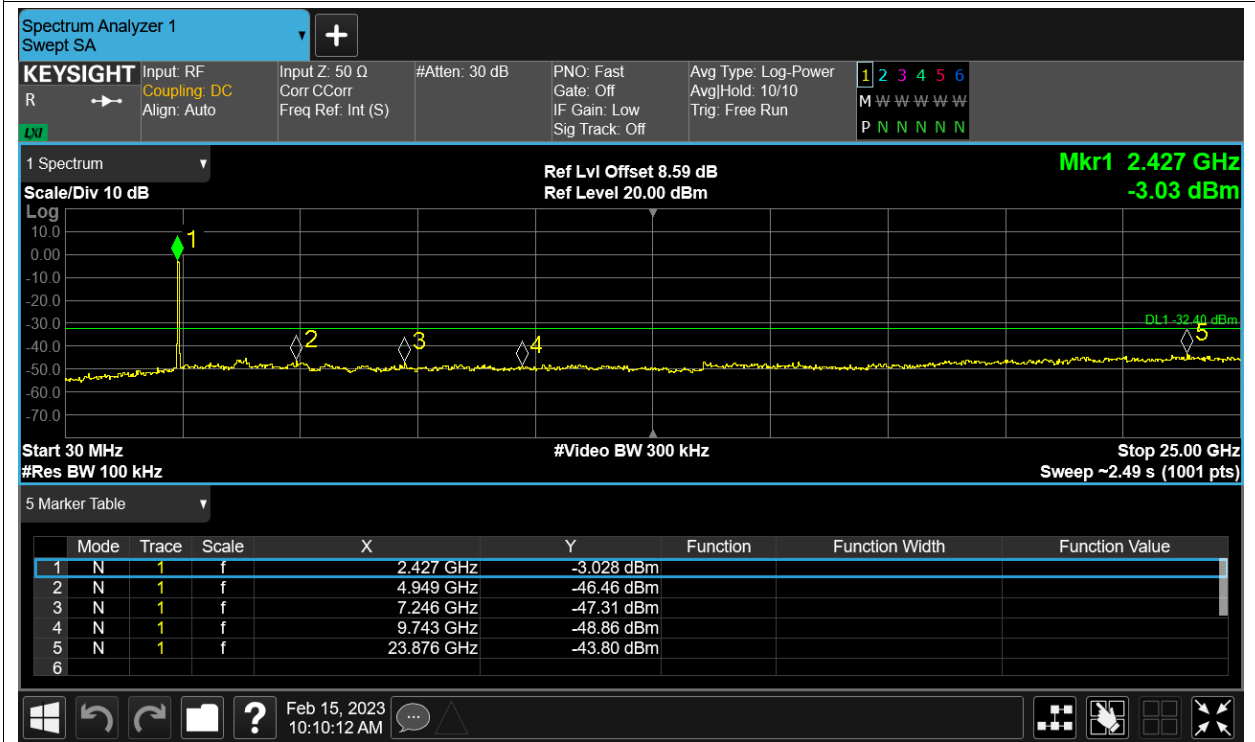 Spectrum Analyzer 1
Swept SA
+
KEYSIGHT
R
LXI
Input: RF
Coupling: DC
Align: Auto
Input Z: 50 Ω
Corr CCorr
Freq Ref: Int (S)
#Atten: 30 dB
PNO: Fast
Gate: Off
IF Gain: Low
Sig Track: Off
Avg Type: Log-Power
Avg|Hold: 10/10
Trig: Free Run
1 2 3 4 5 6
M W W W W W
P N N N N N
1 Spectrum
Scale/Div 10 dB
Ref Lvl Offset 8.59 dB
Ref Level 20.00 dBm
Mkr1 2.427 GHz
-3.03 dBm
Log
10.0
0.00
-10.0
-20.0
-30.0
-40.0
-50.0
-60.0
-70.0
1
2
3
4
5
DL1 -32.40 dBm
Start 30 MHz
#Res BW 100 kHz
#Video BW 300 kHz
Stop 25.00 GHz
Sweep ~2.49 s (1001 pts)
5 Marker Table
Mode Trace Scale X Y Function Function Width Function Value
1 N 1 f 2.427 GHz -3.028 dBm
2 N 1 f 4.949 GHz -46.46 dBm
3 N 1 f 7.246 GHz -47.31 dBm
4 N 1 f 9.743 GHz -48.86 dBm
5 N 1 f 23.876 GHz -43.80 dBm
6
?
Feb 15, 2023
10:10:12 AM